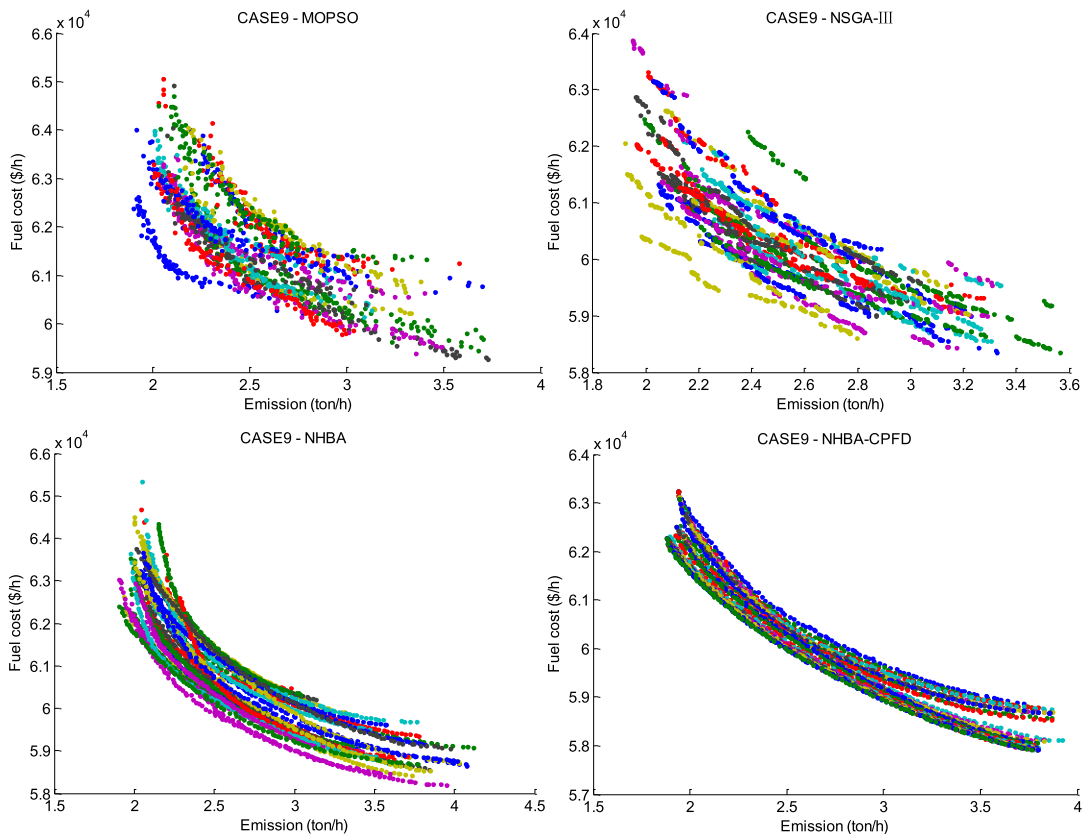 CASE9 - MOPSO
x 10^4
6.6
6.5
6.4
6.3
6.2
6.1
6
5.9
Fuel cost ($/h)
1.5 2 2.5 3 3.5 4
Emission (ton/h)
CASE9 - NSGA-III
x 10^4
6.4
6.3
6.2
6.1
6
5.9
5.8
Fuel cost ($/h)
1.8 2 2.2 2.4 2.6 2.8 3 3.2 3.4 3.6
Emission (ton/h)
CASE9 - NHBA
x 10^4
6.6
6.5
6.4
6.3
6.2
6.1
6
5.9
5.8
Fuel cost ($/h)
1.5 2 2.5 3 3.5 4 4.5
Emission (ton/h)
CASE9 - NHBA-CPFD
x 10^4
6.4
6.3
6.2
6.1
6
5.9
5.8
5.7
Fuel cost ($/h)
1.5 2 2.5 3 3.5 4
Emission (ton/h)